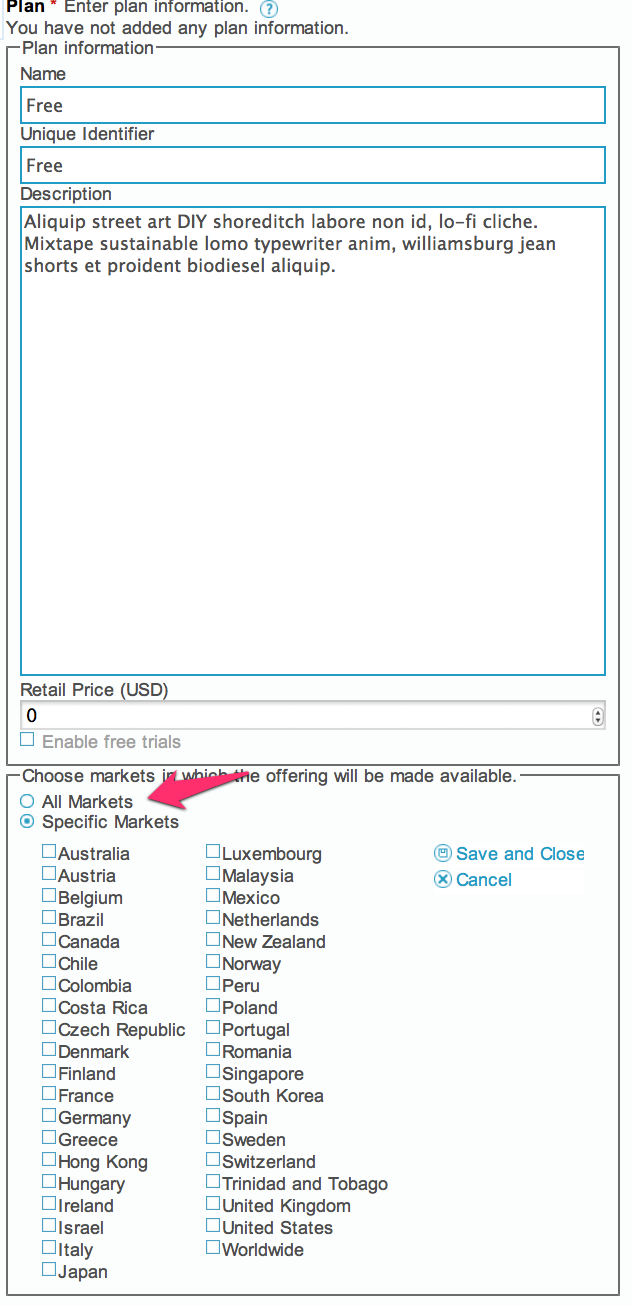 Plan * Enter plan information. ?
You have not added any plan information.
Plan information
Name
Free
Unique Identifier
Free
Description
Aliquip street art DIY shoreditch labore non id, lo-fi cliche.
Mixtape sustainable lomo typewriter anim, williamsburg jean
shorts et proident biodiesel aliquip.
Retail Price (USD)
0
Enable free trials
Choose markets in which the offering will be made available.
All Markets
Specific Markets
Australia
Austria
Belgium
Brazil
Canada
Chile
Colombia
Costa Rica
Czech Republic
Denmark
Finland
France
Germany
Greece
Hong Kong
Hungary
Ireland
Israel
Italy
Japan
Luxembourg
Malaysia
Mexico
Netherlands
New Zealand
Norway
Peru
Poland
Portugal
Romania
Singapore
South Korea
Spain
Sweden
Switzerland
Trinidad and Tobago
United Kingdom
United States
Worldwide
Save and Close
Cancel